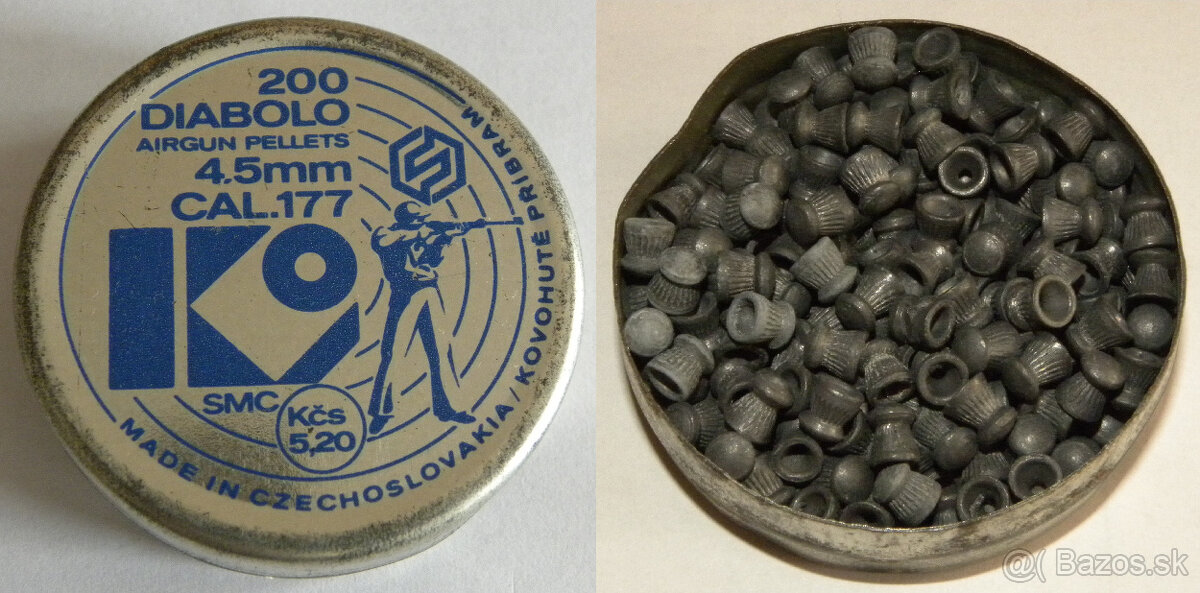 200
DIABOLO
AIRGUN PELLETS
4,5mm
CAL.177
KO
SMC
Kčs
5,20
MADE IN CZECHOSLOVAKIA / KOVOHUTĚ PŘÍBRAM
@( Bazos.sk